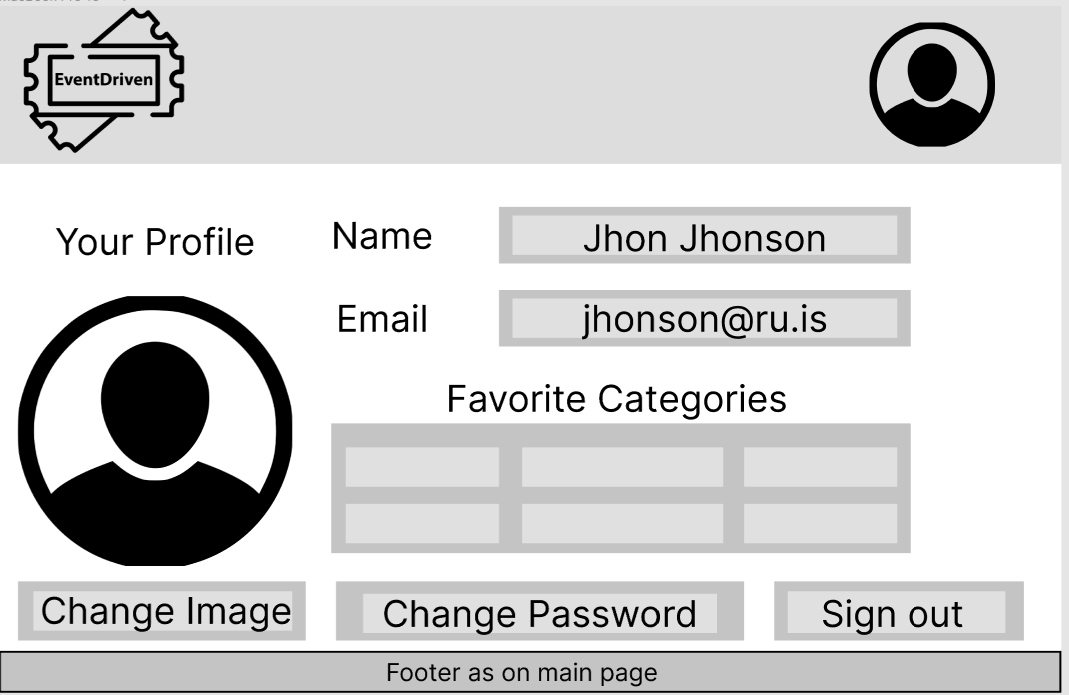 EventDriven
Your Profile
Name
Jhon Jhonson
Email
jhonson@ru.is
Favorite Categories
Change Image
Change Password
Sign out
Footer as on main page